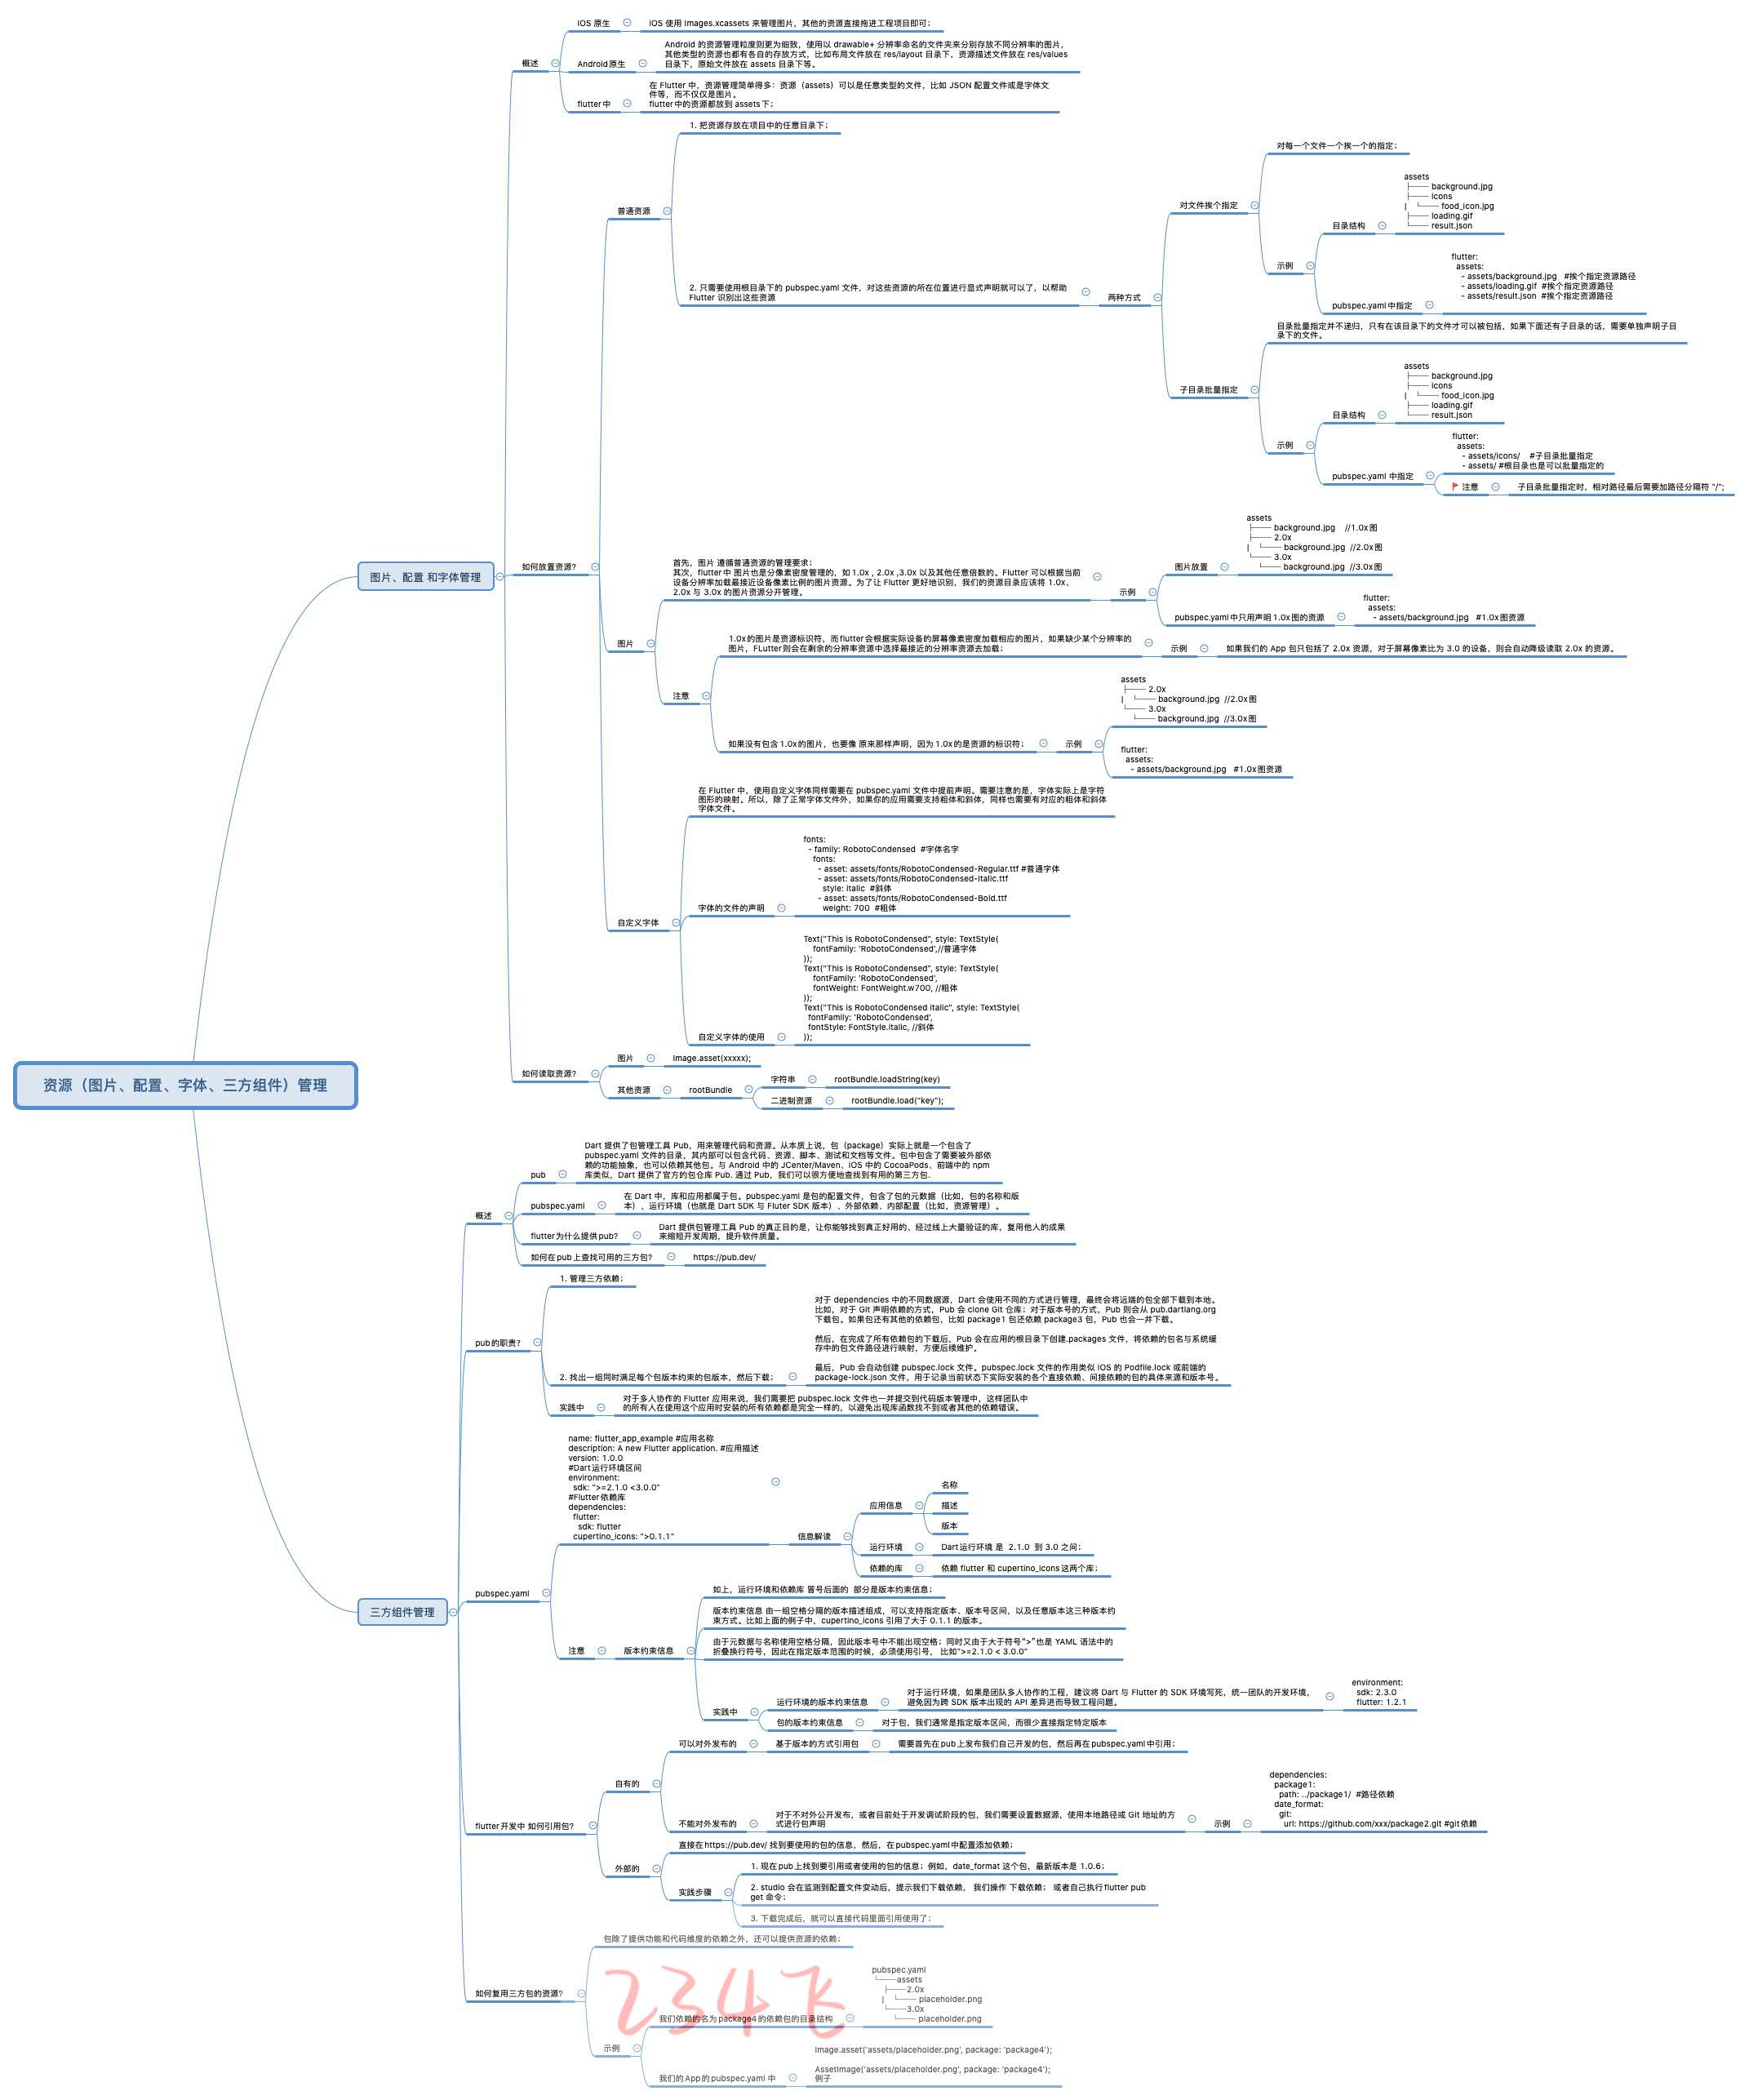 资源（图片、配置、字体、三方组件）管理
图片、配置 和字体管理
概述
iOS 原生
iOS 使用 Images.xcassets 来管理图片，其他的资源直接拖进工程项目即可；
Android原生
Android 的资源管理粒度则更为细致，使用以 drawable+ 分辨率命名的文件夹来分别存放不同分辨率的图片，
其他类型的资源也都有各自的存放方式，比如布局文件放在 res/layout 目录下，资源描述文件放在 res/values
目录下，原始文件放在 assets 目录下等。
flutter中
在 Flutter 中，资源管理简单得多：资源（assets）可以是任意类型的文件，比如 JSON 配置文件或是字体文
件等，而不仅仅是图片。
flutter中的资源都放到 assets下；
如何放置资源？
普通资源
1. 把资源存放在项目中的任意目录下；
2. 只需要使用根目录下的 pubspec.yaml 文件，对这些资源的所在位置进行显式声明就可以了，以帮助
Flutter 识别出这些资源
两种方式
对文件挨个指定
对每一个文件一个挨一个的指定；
示例
目录结构
assets
├── background.jpg
├── icons
│   └── food_icon.jpg
├── loading.gif
└── result.json
pubspec.yaml中指定
flutter:
  assets:
    - assets/background.jpg   #挨个指定资源路径
    - assets/loading.gif  #挨个指定资源路径
    - assets/result.json  #挨个指定资源路径
子目录批量指定
目录批量指定并不递归，只有在该目录下的文件才可以被包括，如果下面还有子目录的话，需要单独声明子目
录下的文件。
示例
目录结构
assets
├── background.jpg
├── icons
│   └── food_icon.jpg
├── loading.gif
└── result.json
pubspec.yaml 中指定
flutter:
  assets:
    - assets/icons/    #子目录批量指定
    - assets/ #根目录也是可以批量指定的
注意
子目录批量指定时，相对路径最后需要加路径分隔符 "/";
图片
首先，图片 遵循普通资源的管理要求；
其次，flutter中 图片也是分像素密度管理的，如 1.0x , 2.0x ,3.0x 以及其他任意倍数的。Flutter 可以根据当前
设备分辨率加载最接近设备像素比例的图片资源。为了让 Flutter 更好地识别，我们的资源目录应该将 1.0x、
2.0x 与 3.0x 的图片资源分开管理。
示例
图片放置
assets
├── background.jpg    //1.0x图
├── 2.0x
│   └── background.jpg  //2.0x图
└── 3.0x
    └── background.jpg  //3.0x图
pubspec.yaml中只用声明 1.0x图的资源
flutter:
  assets:
    - assets/background.jpg   #1.0x图资源
注意
1.0x的图片是资源标识符，而flutter会根据实际设备的屏幕像素密度加载相应的图片，如果缺少某个分辨率的
图片，FLutter则会在剩余的分辨率资源中选择最接近的分辨率资源去加载；
示例
如果我们的 App 包只包括了 2.0x 资源，对于屏幕像素比为 3.0 的设备，则会自动降级读取 2.0x 的资源。
如果没有包含1.0x的图片，也要像 原来那样声明，因为1.0x的是资源的标识符；
示例
assets
├── 2.0x
│   └── background.jpg  //2.0x图
└── 3.0x
    └── background.jpg  //3.0x图
flutter:
  assets:
    - assets/background.jpg   #1.0x图资源
自定义字体
在 Flutter 中，使用自定义字体同样需要在 pubspec.yaml 文件中提前声明。需要注意的是，字体实际上是字符
图形的映射。所以，除了正常字体文件外，如果你的应用需要支持粗体和斜体，同样也需要有对应的粗体和斜体
字体文件。
字体的文件的声明
fonts:
  - family: RobotoCondensed  #字体名字
    fonts:
      - asset: assets/fonts/RobotoCondensed-Regular.ttf #普通字体
      - asset: assets/fonts/RobotoCondensed-Italic.ttf
        style: italic  #斜体
      - asset: assets/fonts/RobotoCondensed-Bold.ttf
        weight: 700  #粗体
自定义字体的使用
Text("This is RobotoCondensed", style: TextStyle(
    fontFamily: 'RobotoCondensed',//普通字体
));
Text("This is RobotoCondensed", style: TextStyle(
    fontFamily: 'RobotoCondensed',
    fontWeight: FontWeight.w700, //粗体
));
Text("This is RobotoCondensed italic", style: TextStyle(
  fontFamily: 'RobotoCondensed',
  fontStyle: FontStyle.italic, //斜体
));
如何读取资源？
图片
Image.asset(xxxxx);
其他资源
rootBundle
字符串
rootBundle.loadString(key)
二进制资源
rootBundle.load("key");
三方组件管理
概述
pub
Dart 提供了包管理工具 Pub，用来管理代码和资源。从本质上说，包（package）实际上就是一个包含了
pubspec.yaml 文件的目录，其内部可以包含代码、资源、脚本、测试和文档等文件。包中包含了需要被外部依
赖的功能抽象，也可以依赖其他包。与 Android 中的 JCenter/Maven、iOS 中的 CocoaPods、前端中的 npm
库类似，Dart 提供了官方的包仓库 Pub. 通过 Pub，我们可以很方便地查找到有用的第三方包.
pubspec.yaml
在 Dart 中，库和应用都属于包。pubspec.yaml 是包的配置文件，包含了包的元数据（比如，包的名称和版
本）、运行环境（也就是 Dart SDK 与 Fluter SDK 版本）、外部依赖、内部配置（比如，资源管理）。
flutter为什么提供pub？
Dart 提供包管理工具 Pub 的真正目的是，让你能够找到真正好用的、经过线上大量验证的库，复用他人的成果
来缩短开发周期，提升软件质量。
如何在pub上查找可用的三方包？
https://pub.dev/
pub的职责？
1. 管理三方依赖；
2. 找出一组同时满足每个包版本约束的包版本，然后下载；
对于 dependencies 中的不同数据源，Dart 会使用不同的方式进行管理，最终会将远端的包全部下载到本地。
比如，对于 Git 声明依赖的方式，Pub 会 clone Git 仓库；对于版本号的方式，Pub 则会从 pub.dartlang.org
下载包。如果包还有其他的依赖包，比如 package1 包还依赖 package3 包，Pub 也会一并下载。
然后，在完成了所有依赖包的下载后，Pub 会在应用的根目录下创建.packages 文件，将依赖的包名与系统缓
存中的包文件路径进行映射，方便后续维护。
最后，Pub 会自动创建 pubspec.lock 文件。pubspec.lock 文件的作用类似 iOS 的 Podfile.lock 或前端的
package-lock.json 文件，用于记录当前状态下实际安装的各个直接依赖、间接依赖的包的具体来源和版本号。
实践中
对于多人协作的 Flutter 应用来说，我们需要把 pubspec.lock 文件也一并提交到代码版本管理中，这样团队中
的所有人在使用这个应用时安装的所有依赖都是完全一样的，以避免出现库函数找不到或者其他的依赖错误。
pubspec.yaml
name: flutter_app_example #应用名称
description: A new Flutter application. #应用描述
version: 1.0.0
#Dart运行环境区间
environment:
  sdk: ">=2.1.0 <3.0.0"
#Flutter依赖库
dependencies:
  flutter:
    sdk: flutter
  cupertino_icons: ">0.1.1"
信息解读
应用信息
名称
描述
版本
运行环境
Dart运行环境 是  2.1.0  到 3.0 之间；
依赖的库
依赖 flutter 和 cupertino_icons这两个库；
注意
版本约束信息
如上，运行环境和依赖库 冒号后面的  部分是版本约束信息；
版本约束信息 由一组空格分隔的版本描述组成，可以支持指定版本、版本号区间，以及任意版本这三种版本约
束方式。比如上面的例子中，cupertino_icons 引用了大于 0.1.1 的版本。
由于元数据与名称使用空格分隔，因此版本号中不能出现空格；同时又由于大于符号">"也是 YAML 语法中的
折叠换行符号，因此在指定版本范围的时候，必须使用引号， 比如">=2.1.0 < 3.0.0"
实践中
运行环境的版本约束信息
对于运行环境，如果是团队多人协作的工程，建议将 Dart 与 Flutter 的 SDK 环境写死，统一团队的开发环境，
避免因为跨 SDK 版本出现的 API 差异进而导致工程问题。
environment:
  sdk: 2.3.0
  flutter: 1.2.1
包的版本约束信息
对于包，我们通常是指定版本区间，而很少直接指定特定版本
flutter开发中 如何引用包？
自有的
可以对外发布的
基于版本的方式引用包
需要首先在pub上发布我们自己开发的包，然后再在pubspec.yaml中引用；
不能对外发布的
对于不对外公开发布，或者目前处于开发调试阶段的包，我们需要设置数据源，使用本地路径或 Git 地址的方
式进行包声明
示例
dependencies:
  package1:
    path: ../package1/  #路径依赖
  date_format:
    git:
      url: https://github.com/xxx/package2.git #git依赖
外部的
直接在https://pub.dev/ 找到要使用的包的信息，然后，在pubspec.yaml中配置添加依赖；
实践步骤
1. 现在pub上找到要引用或者使用的包的信息；例如，date_format 这个包，最新版本是 1.0.6；
2. studio 会在监测到配置文件变动后，提示我们下载依赖， 我们操作 下载依赖； 或者自己执行flutter pub
get 命令；
3. 下载完成后，就可以直接代码里面引用使用了；
如何复用三方包的资源？
包除了提供功能和代码维度的依赖之外，还可以提供资源的依赖；
示例
我们依赖的名为package4的依赖包的目录结构
pubspec.yaml
└──assets
    ├──2.0x
    │   └── placeholder.png
    └──3.0x
        └── placeholder.png
我们的App的pubspec.yaml 中
Image.asset('assets/placeholder.png', package: 'package4');
AssetImage('assets/placeholder.png', package: 'package4');
例子
234飞